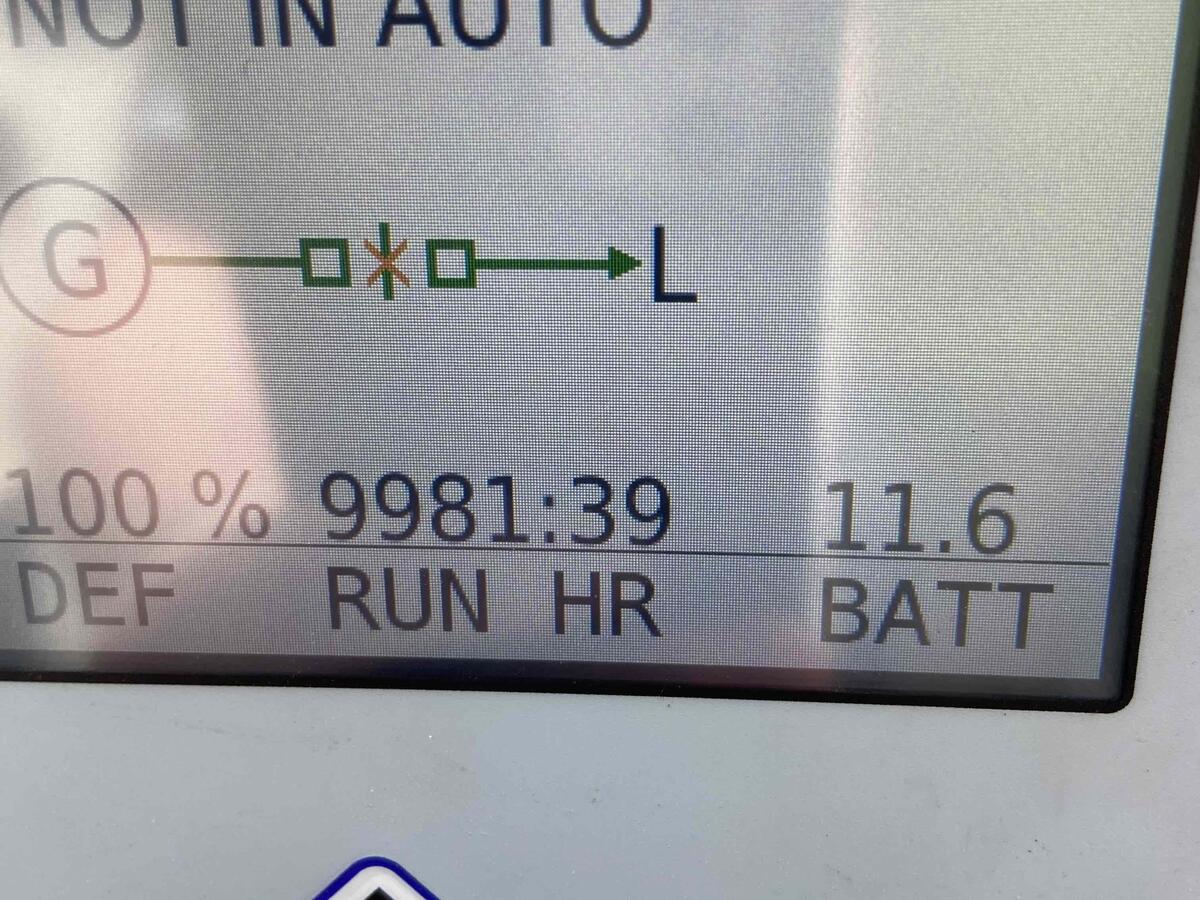 NOT IN AUTO
G L
100 % 9981:39 11.6
DEF RUN HR BATT